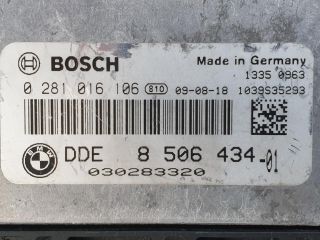 BOSCH Made in Germany
1335 0963
0 281 016 106 810 09-08-18 1039S35293
BMW DDE 8 506 434-01
030283320